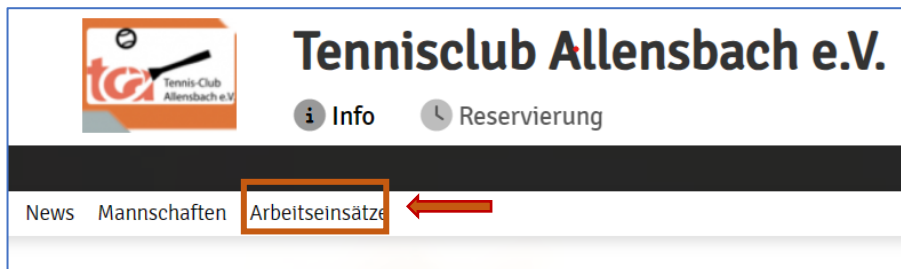 Tennisclub Allensbach e.V.
tca
Tennis-Club
Allensbach e.V.
i Info Reservierung
News Mannschaften Arbeitseinsätze